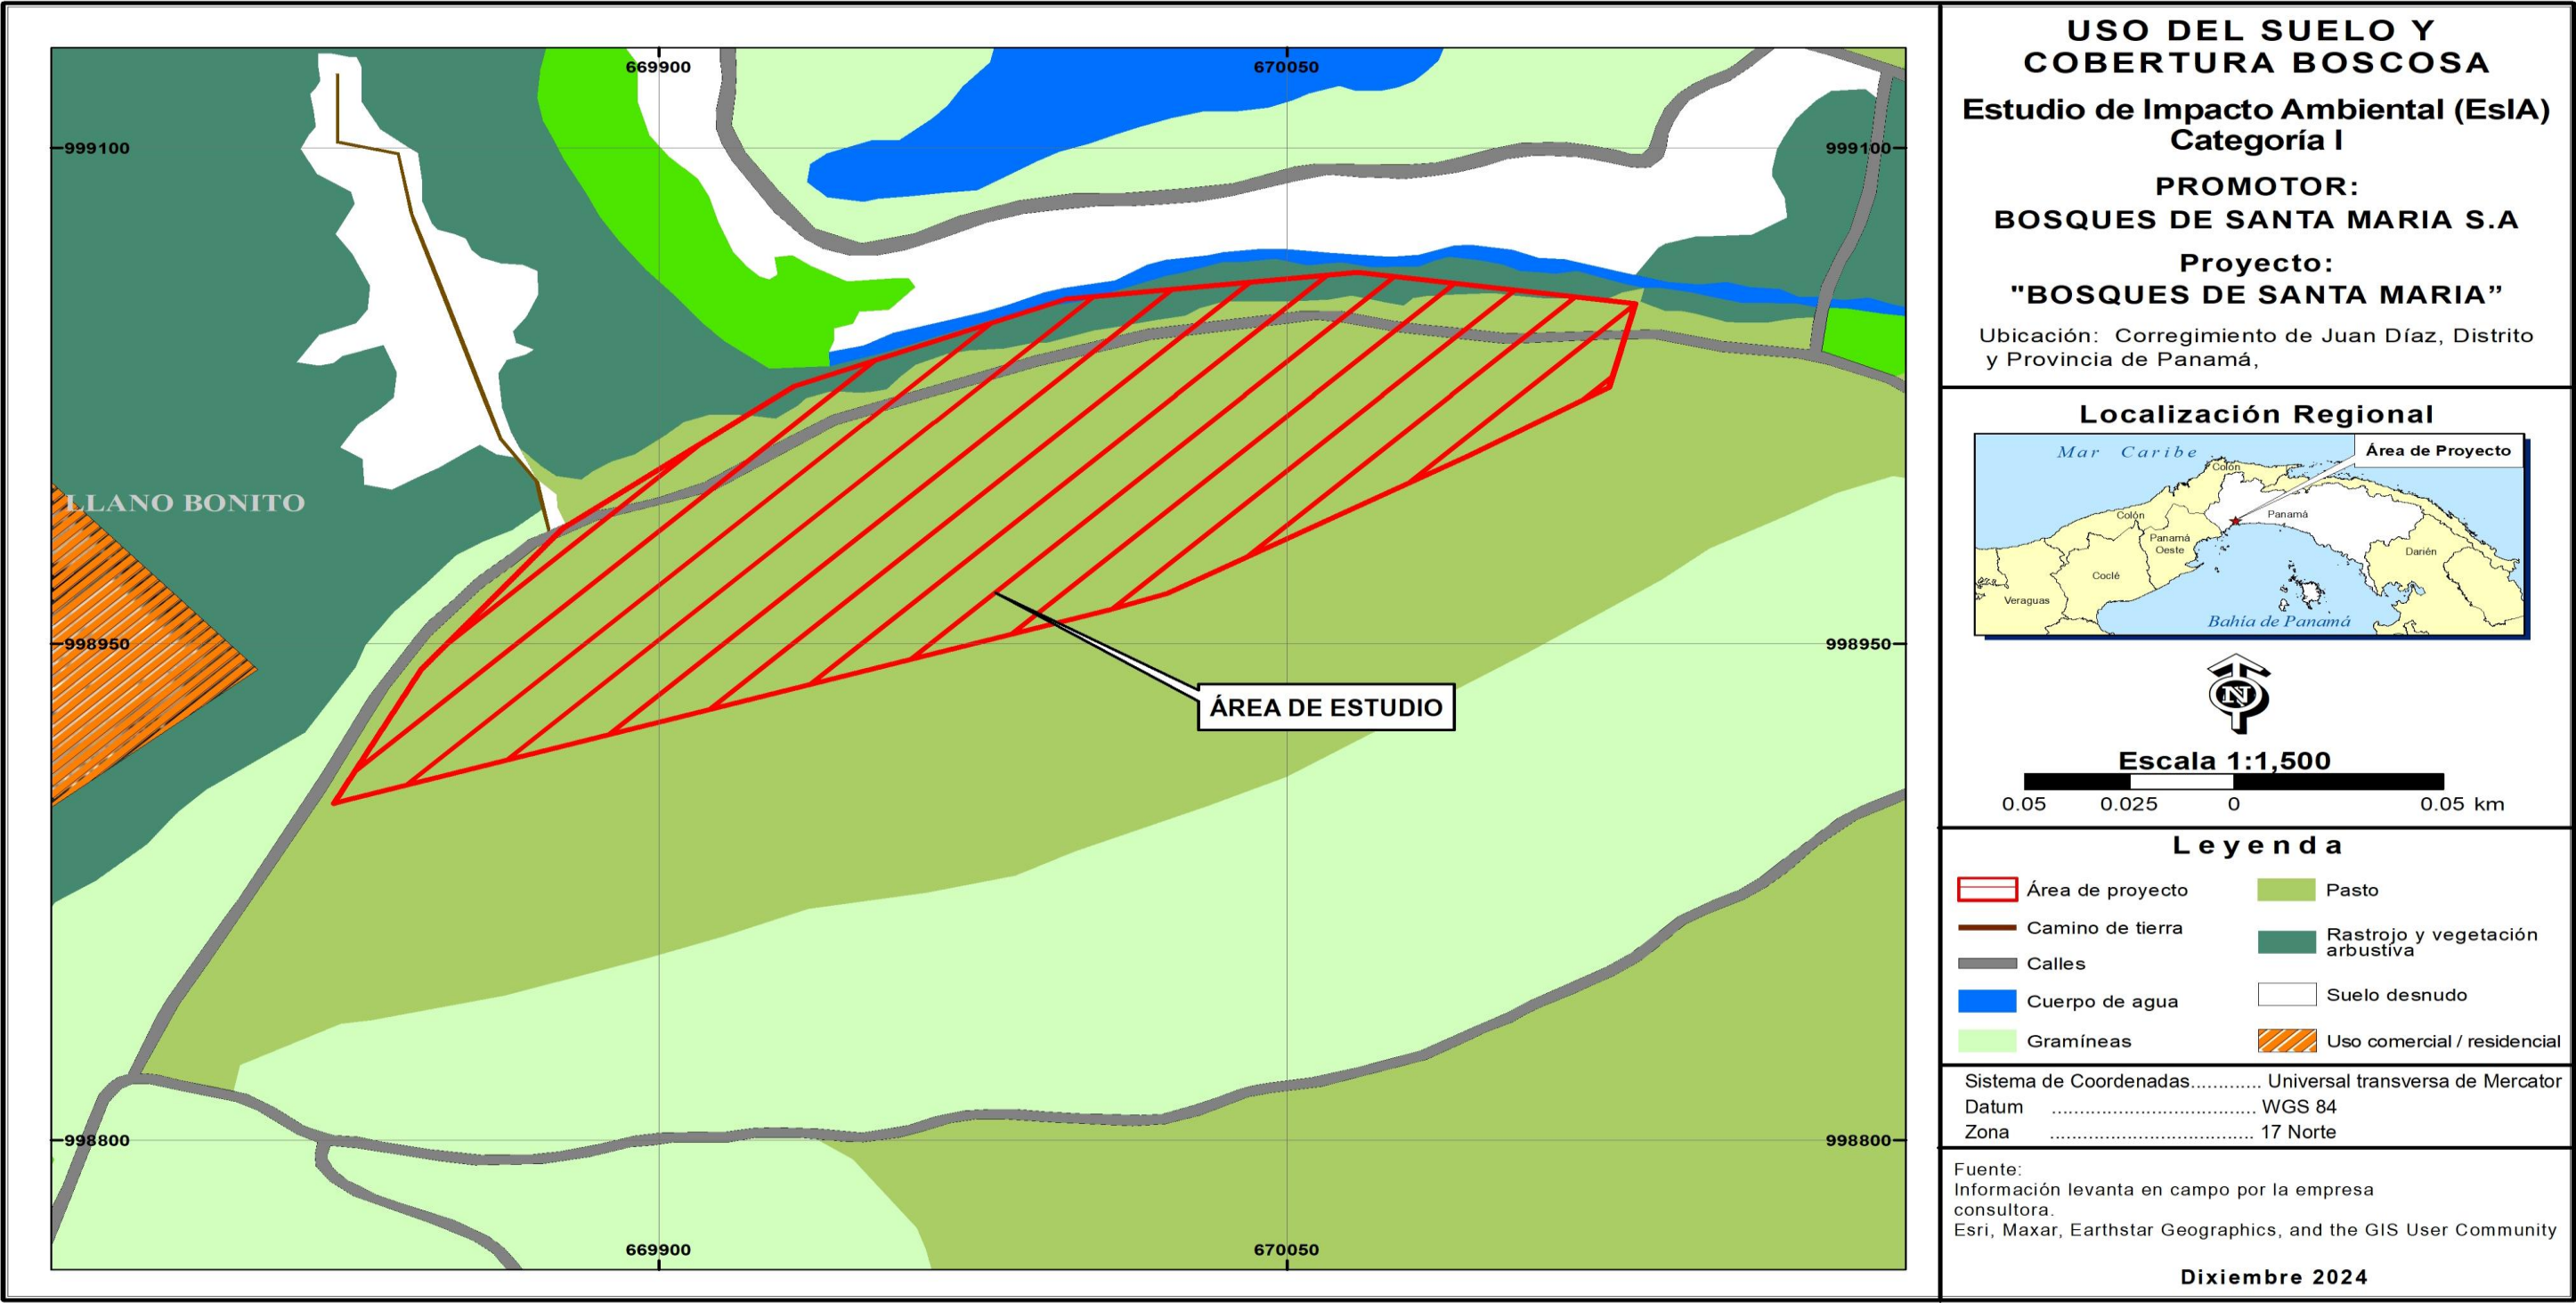 669900
670050
999100
999100
LLANO BONITO
998950
998950
ÁREA DE ESTUDIO
998800
998800
669900
670050
USO DEL SUELO Y
COBERTURA BOSCOSA
Estudio de Impacto Ambiental (EsIA)
Categoría I
PROMOTOR:
BOSQUES DE SANTA MARIA S.A
Proyecto:
"BOSQUES DE SANTA MARIA”
Ubicación: Corregimiento de Juan Díaz, Distrito
y Provincia de Panamá,
Localización Regional
Mar Caribe
Área de Proyecto
Colón
Colón
Panamá
Panamá
Oeste
Darién
Coclé
Veraguas
Bahía de Panamá
N
Escala 1:1,500
0.05 0.025 0 0.05 km
Leyenda
Área de proyecto
Camino de tierra
Calles
Cuerpo de agua
Gramíneas
Pasto
Rastrojo y vegetación
arbustiva
Suelo desnudo
Uso comercial / residencial
Sistema de Coordenadas............. Universal transversa de Mercator
Datum ..................................... WGS 84
Zona ..................................... 17 Norte
Fuente:
Información levanta en campo por la empresa
consultora.
Esri, Maxar, Earthstar Geographics, and the GIS User Community
Dixiembre 2024